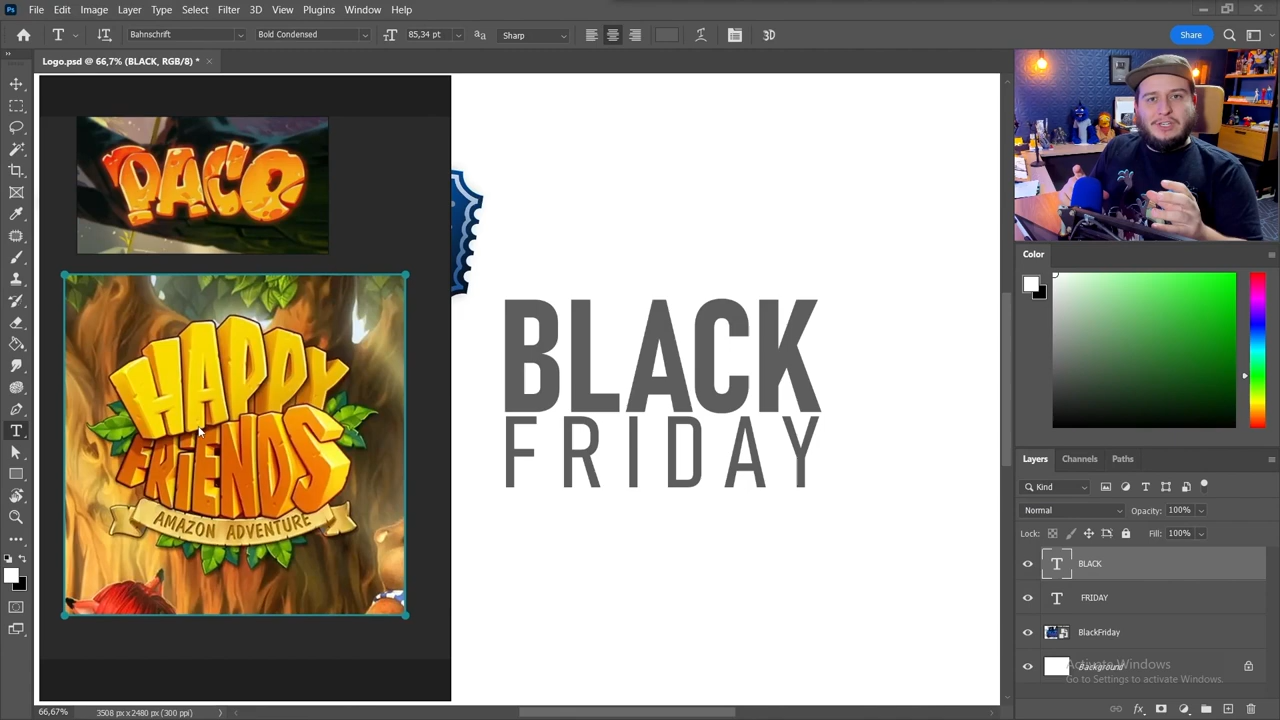 File Edit Image Layer Type Select Filter 3D View Plugins Window Help
T Bahnschrift Bold Condensed 85,34 pt Sharp 3D Share
Logo.psd @ 66,7% (BLACK, RGB/8) *
PACO
HAPPY
FRIENDS
AMAZON ADVENTURE
BLACK
FRIDAY
Color
Layers Channels Paths
Kind
Normal Opacity: 100%
Lock: Fill: 100%
T BLACK
T FRIDAY
BlackFriday
Background
Activate Windows
Go to Settings to activate Windows.
66,67% 3508 px x 2480 px (300 ppi)